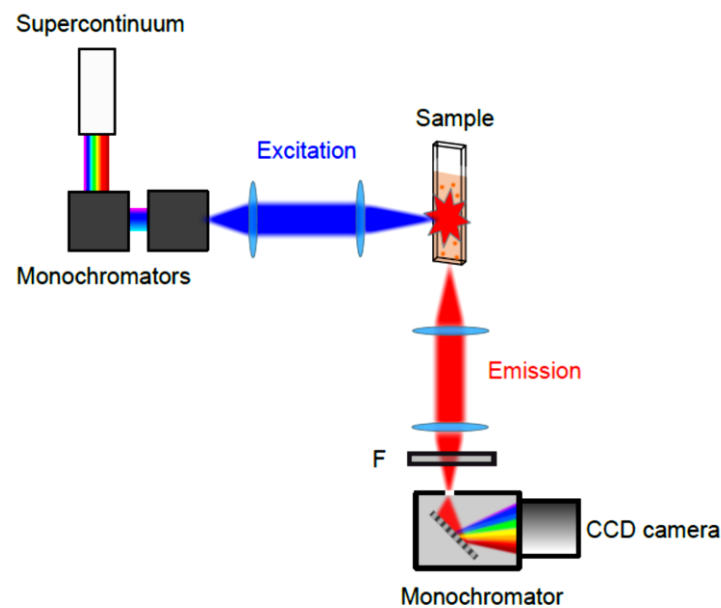 Supercontinuum
Sample
Excitation
Monochromators
Emission
F
CCD camera
Monochromator